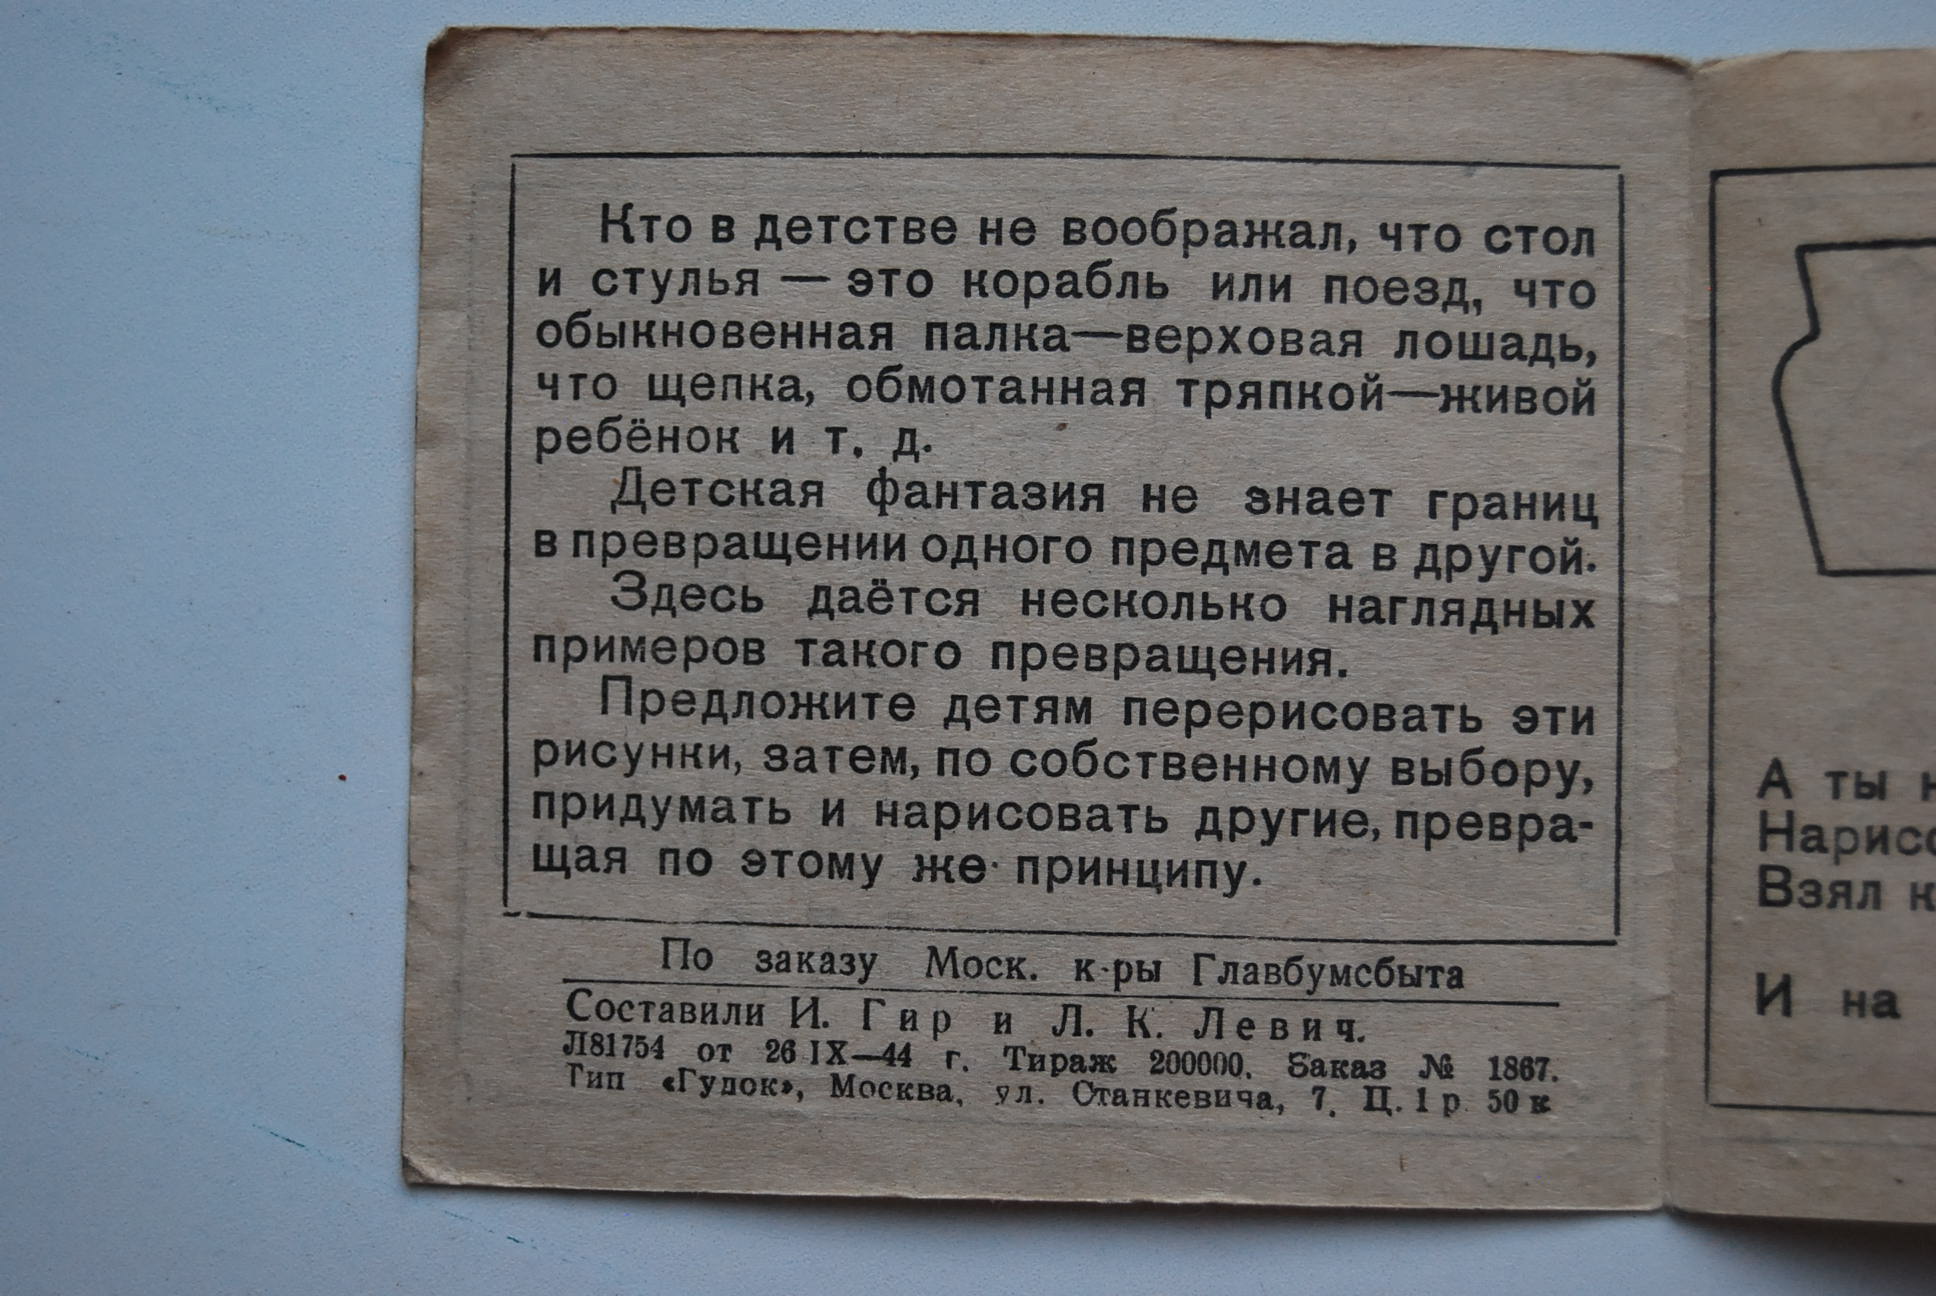 Кто в детстве не воображал, что стол
и стулья — это корабль или поезд, что
обыкновенная палка—верховая лошадь,
что щепка, обмотанная тряпкой—живой
ребёнок и т. д.
Детская фантазия не знает границ
в превращении одного предмета в другой.
Здесь даётся несколько наглядных
примеров такого превращения.
Предложите детям перерисовать эти
рисунки, затем, по собственному выбору,
придумать и нарисовать другие, превра-
щая по этому же принципу.
По заказу Моск. к-ры Главбумсбыта
Составили И. Гир и Л. К. Левич.
Л81754 от 26 IX—44 г. Тираж 200000. Заказ № 1867.
Тип «Гудок», Москва, ул. Станкевича, 7. Ц. 1 р. 50 к
А ты
Взял
И на